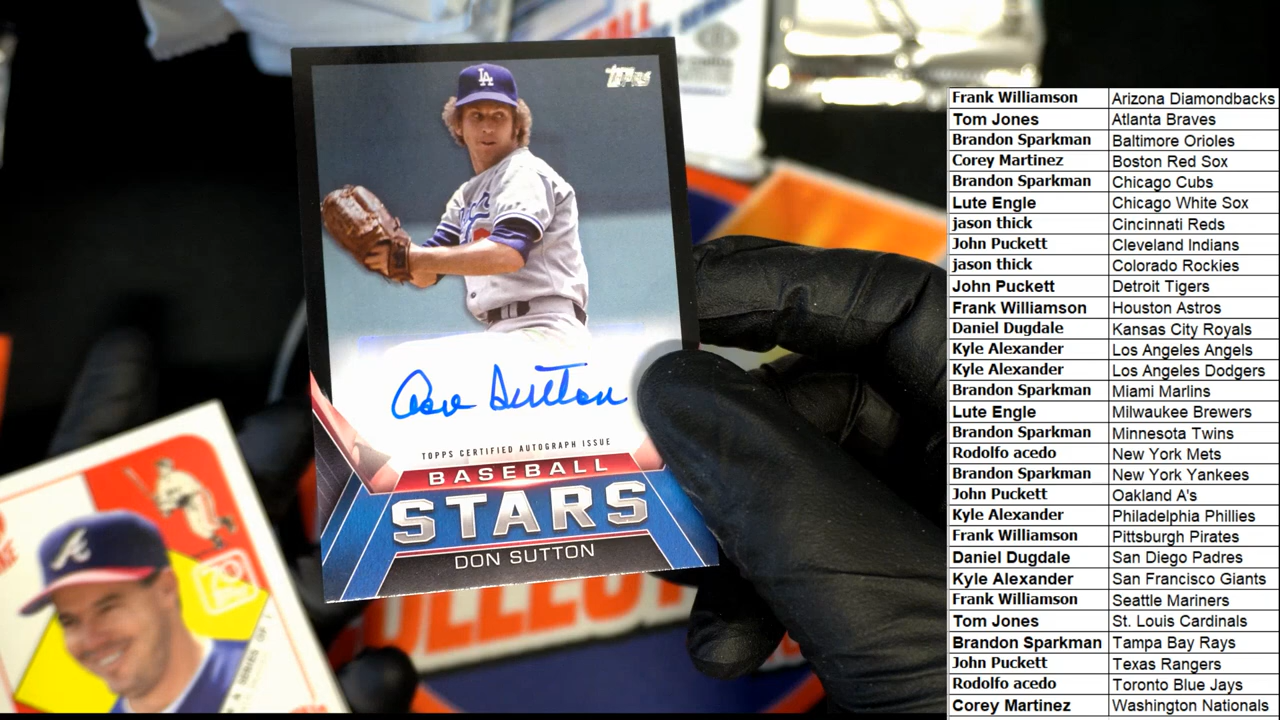 Topps
LA
Don Sutton
TOPPS CERTIFIED AUTOGRAPH ISSUE
BASEBALL
STARS
DON SUTTON
A
70
COLLECT
Frank Williamson Arizona Diamondbacks
Tom Jones Atlanta Braves
Brandon Sparkman Baltimore Orioles
Corey Martinez Boston Red Sox
Brandon Sparkman Chicago Cubs
Lute Engle Chicago White Sox
jason thick Cincinnati Reds
John Puckett Cleveland Indians
jason thick Colorado Rockies
John Puckett Detroit Tigers
Frank Williamson Houston Astros
Daniel Dugdale Kansas City Royals
Kyle Alexander Los Angeles Angels
Kyle Alexander Los Angeles Dodgers
Brandon Sparkman Miami Marlins
Lute Engle Milwaukee Brewers
Brandon Sparkman Minnesota Twins
Rodolfo acedo New York Mets
Brandon Sparkman New York Yankees
John Puckett Oakland A's
Kyle Alexander Philadelphia Phillies
Frank Williamson Pittsburgh Pirates
Daniel Dugdale San Diego Padres
Kyle Alexander San Francisco Giants
Frank Williamson Seattle Mariners
Tom Jones St. Louis Cardinals
Brandon Sparkman Tampa Bay Rays
John Puckett Texas Rangers
Rodolfo acedo Toronto Blue Jays
Corey Martinez Washington Nationals